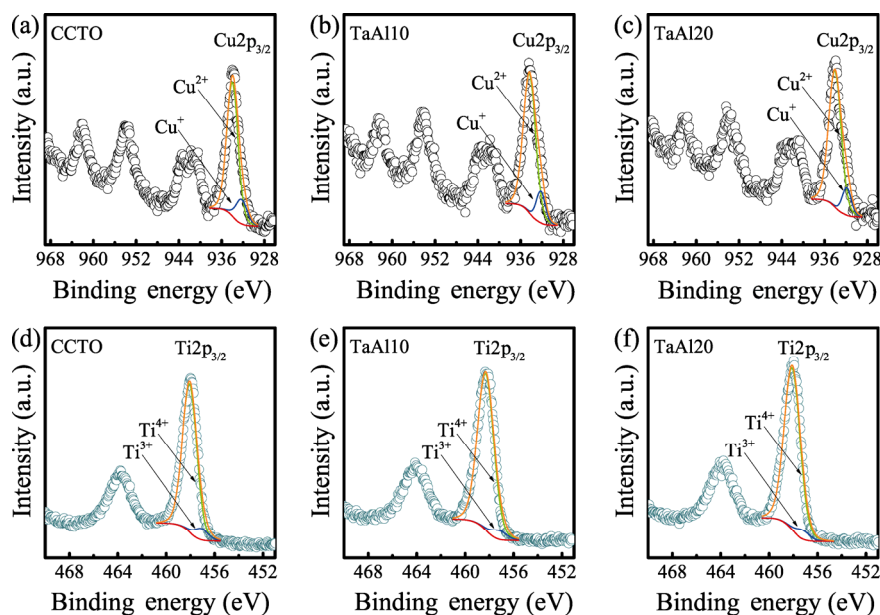 (a) CCTO Cu2p3/2
Cu2+
Cu+
Intensity (a.u.)
968 960 952 944 936 928
Binding energy (eV)
(b) TaAl10 Cu2p3/2
Cu2+
Cu+
Intensity (a.u.)
968 960 952 944 936 928
Binding energy (eV)
(c) TaAl20 Cu2p3/2
Cu2+
Cu+
Intensity (a.u.)
968 960 952 944 936 928
Binding energy (eV)
(d) CCTO Ti2p3/2
Ti4+
Ti3+
Intensity (a.u.)
468 464 460 456 452
Binding energy (eV)
(e) TaAl10 Ti2p3/2
Ti4+
Ti3+
Intensity (a.u.)
468 464 460 456 452
Binding energy (eV)
(f) TaAl20 Ti2p3/2
Ti4+
Ti3+
Intensity (a.u.)
468 464 460 456 452
Binding energy (eV)